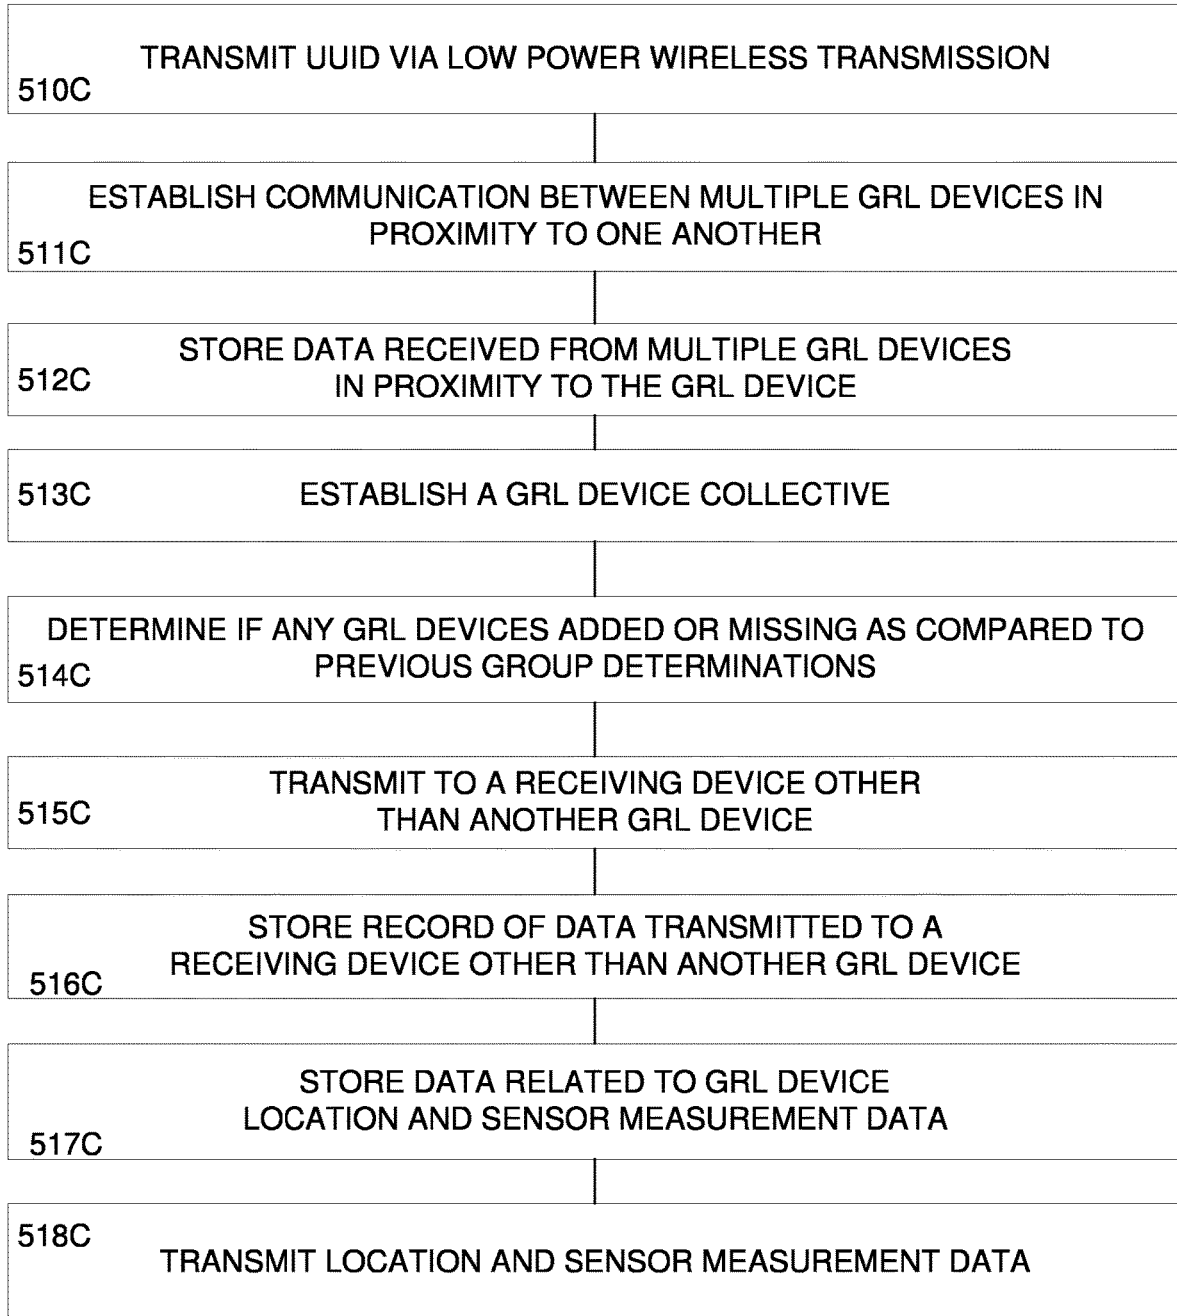 TRANSMIT UUID VIA LOW POWER WIRELESS TRANSMISSION
510C
ESTABLISH COMMUNICATION BETWEEN MULTIPLE GRL DEVICES IN
PROXIMITY TO ONE ANOTHER
511C
STORE DATA RECEIVED FROM MULTIPLE GRL DEVICES
IN PROXIMITY TO THE GRL DEVICE
512C
513C
ESTABLISH A GRL DEVICE COLLECTIVE
DETERMINE IF ANY GRL DEVICES ADDED OR MISSING AS COMPARED TO
PREVIOUS GROUP DETERMINATIONS
514C
TRANSMIT TO A RECEIVING DEVICE OTHER
THAN ANOTHER GRL DEVICE
515C
STORE RECORD OF DATA TRANSMITTED TO A
RECEIVING DEVICE OTHER THAN ANOTHER GRL DEVICE
516C
STORE DATA RELATED TO GRL DEVICE
LOCATION AND SENSOR MEASUREMENT DATA
517C
518C
TRANSMIT LOCATION AND SENSOR MEASUREMENT DATA